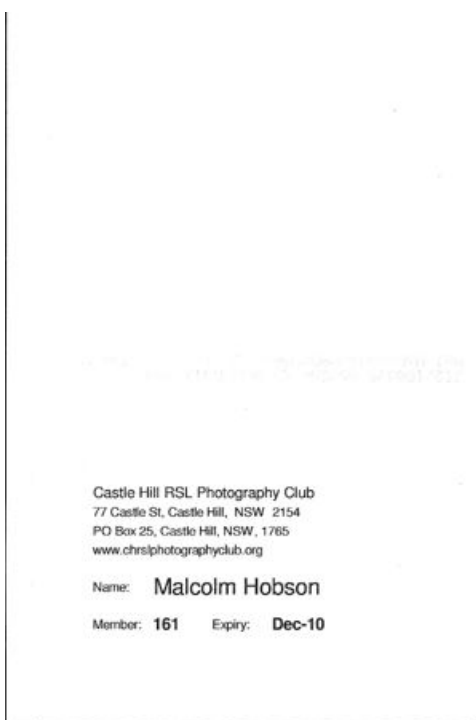 Castle Hill RSL Photography Club
77 Castle St, Castle Hill, NSW 2154
PO Box 25, Castle Hill, NSW, 1765
www.chrslphotographyclub.org
Name: Malcolm Hobson
Member: 161 Expiry: Dec-10